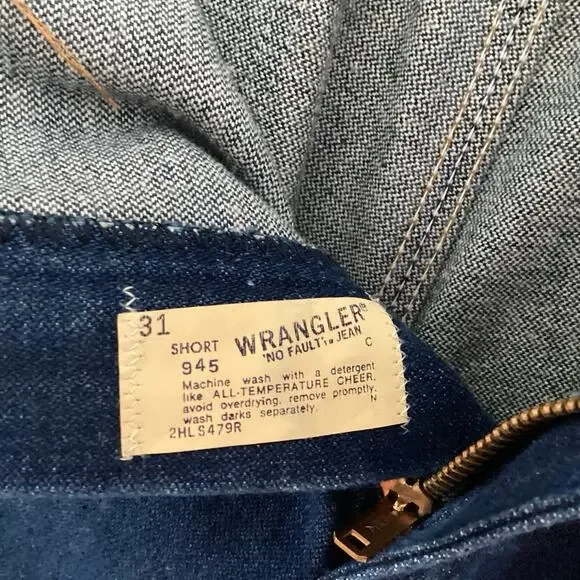 31
SHORT WRANGLER®
945 'NO FAULT'™ JEAN
C
Machine wash with a detergent
like ALL-TEMPERATURE CHEER,
avoid overdrying, remove promptly,
wash darks separately. N
2HLS479R